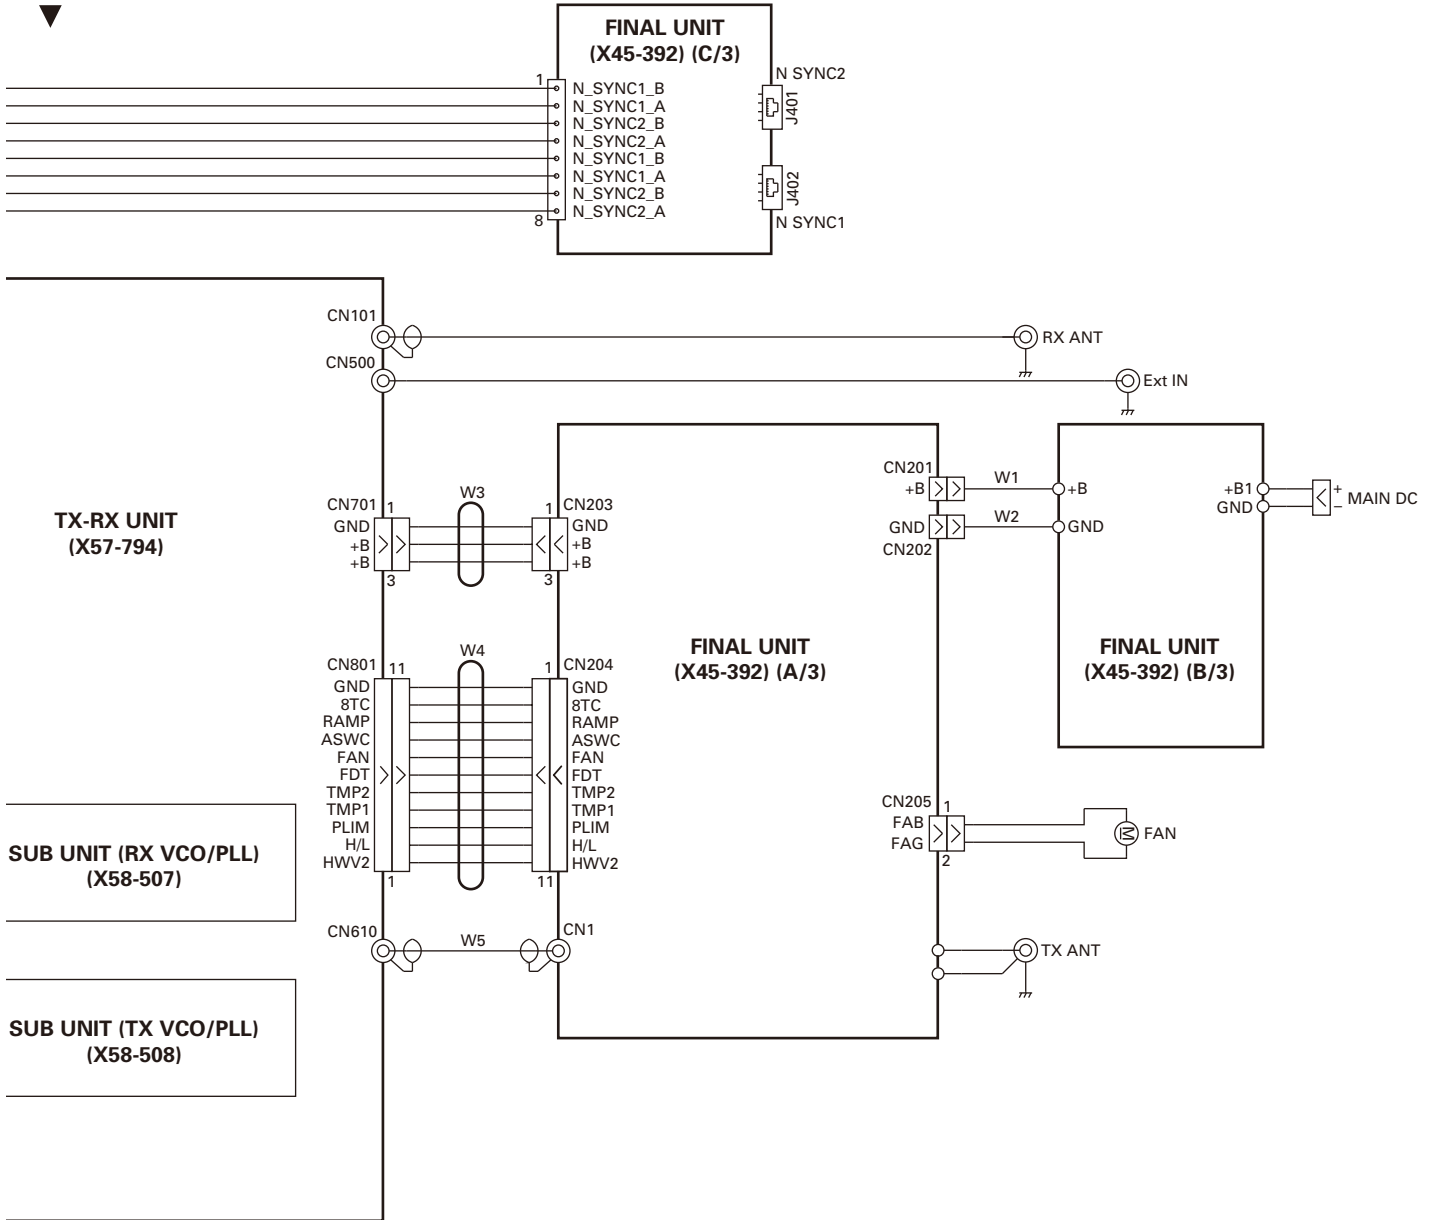 FINAL UNIT
(X45-392) (C/3)
N SYNC2
1
N_SYNC1_B
N_SYNC1_A
N_SYNC2_B
N_SYNC2_A
N_SYNC1_B
N_SYNC1_A
N_SYNC2_B
N_SYNC2_A
8
J401
J402
N SYNC1
CN101
RX ANT
CN500
Ext IN
TX-RX UNIT
(X57-794)
CN701
1
GND
+B
+B
3
W3
1
CN203
GND
+B
+B
3
CN201
+B
W1
+B
GND
W2
GND
CN202
+B1
GND
+
−
MAIN DC
FINAL UNIT
(X45-392) (A/3)
FINAL UNIT
(X45-392) (B/3)
CN801
11
GND
8TC
RAMP
ASWC
FAN
FDT
TMP2
TMP1
PLIM
H/L
HWV2
1
W4
1
CN204
GND
8TC
RAMP
ASWC
FAN
FDT
TMP2
TMP1
PLIM
H/L
HWV2
11
CN205
1
FAB
FAG
2
M
FAN
SUB UNIT (RX VCO/PLL)
(X58-507)
CN610
W5
CN1
TX ANT
SUB UNIT (TX VCO/PLL)
(X58-508)